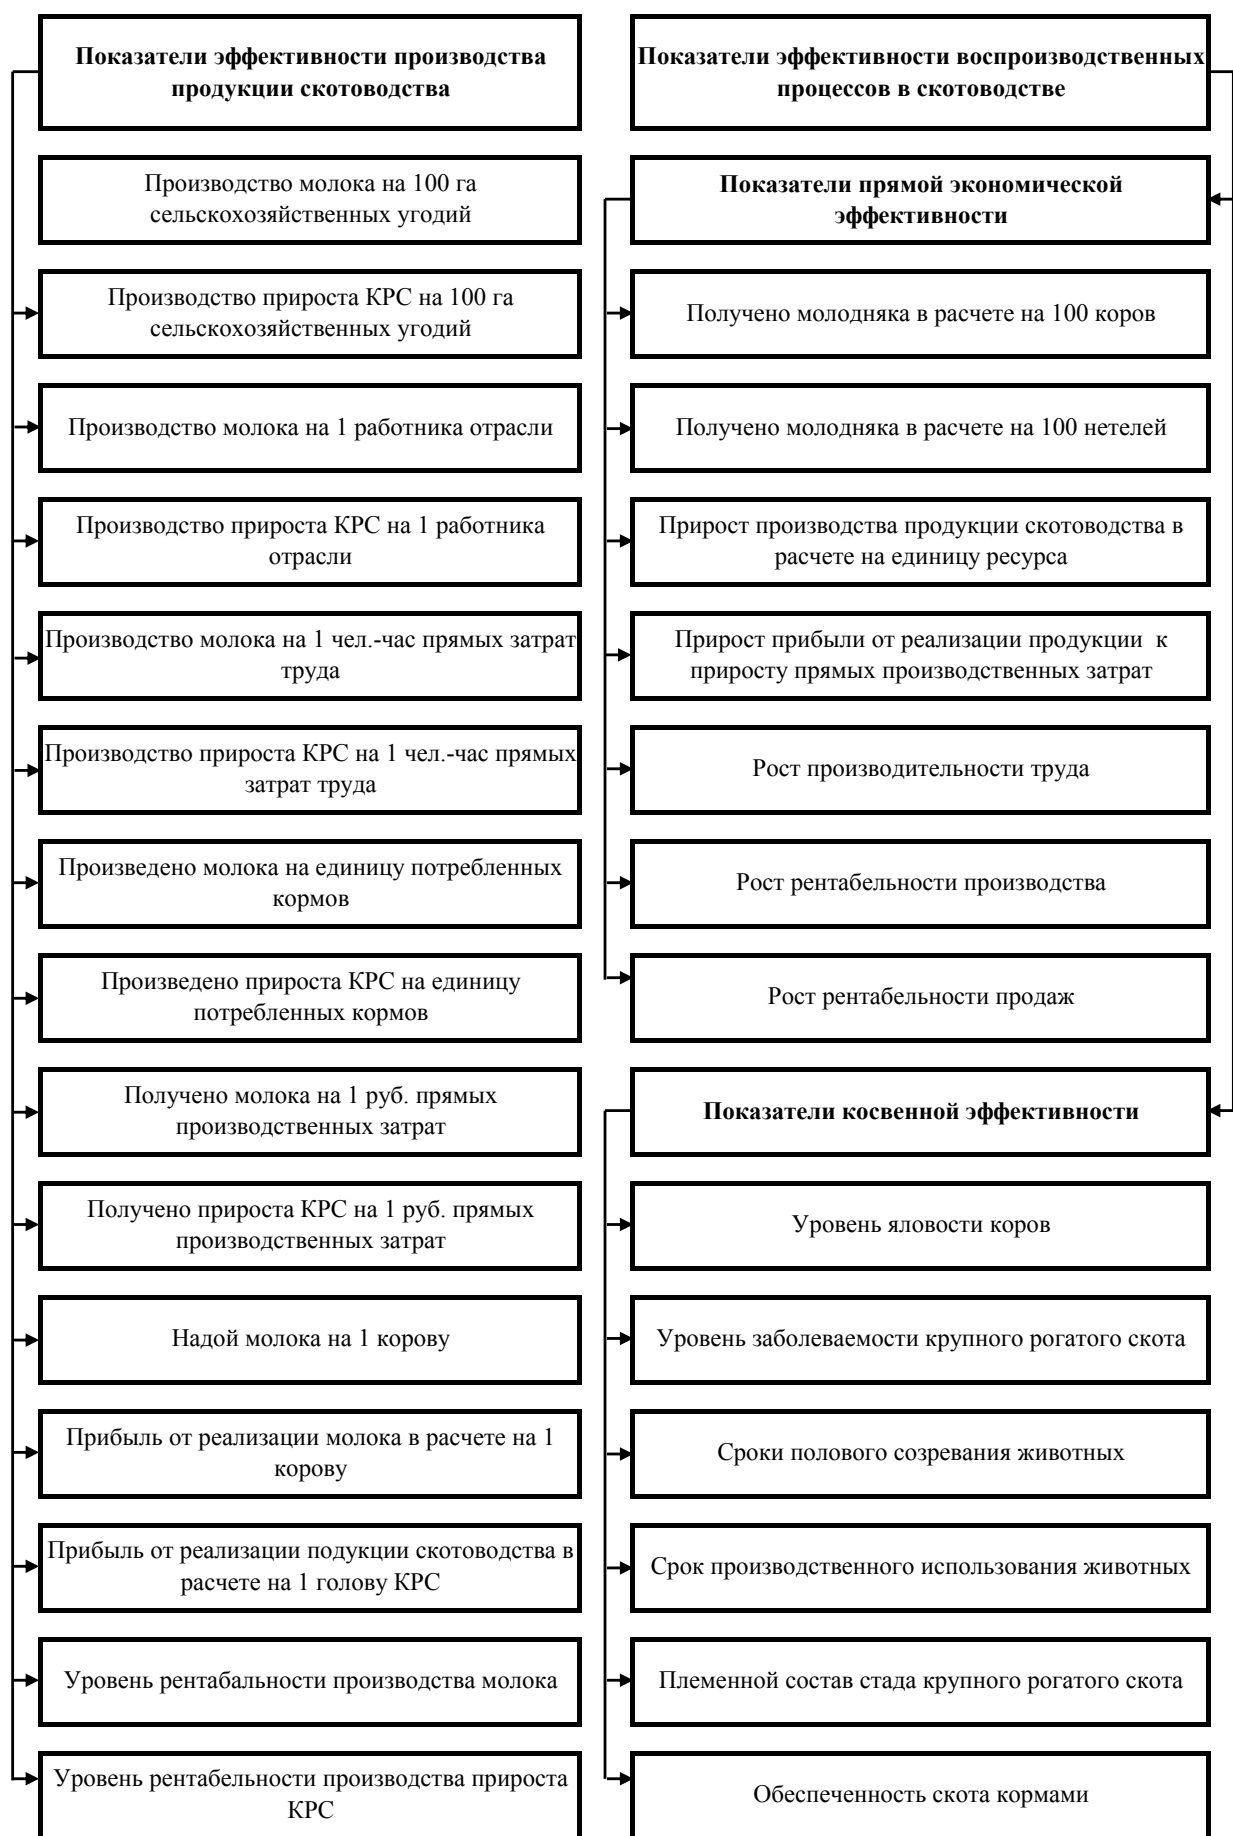 Показатели эффективности производства
продукции скотоводства
Производство молока на 100 га
сельскохозяйственных угодий
Производство прироста КРС на 100 га
сельскохозяйственных угодий
Производство молока на 1 работника отрасли
Производство прироста КРС на 1 работника
отрасли
Производство молока на 1 чел.-час прямых затрат
труда
Производство прироста КРС на 1 чел.-час прямых
затрат труда
Произведено молока на единицу потребленных
кормов
Произведено прироста КРС на единицу
потребленных кормов
Получено молока на 1 руб. прямых
производственных затрат
Получено прироста КРС на 1 руб. прямых
производственных затрат
Надой молока на 1 корову
Прибыль от реализации молока в расчете на 1
корову
Прибыль от реализации подукции скотоводства в
расчете на 1 голову КРС
Уровень рентабальности производства молока
Уровень рентабельности производства прироста
КРС
Показатели эффективности воспроизводственных
процессов в скотоводстве
Показатели прямой экономической
эффективности
Получено молодняка в расчете на 100 коров
Получено молодняка в расчете на 100 нетелей
Прирост производства продукции скотоводства в
расчете на единицу ресурса
Прирост прибыли от реализации продукции к
приросту прямых производственных затрат
Рост производительности труда
Рост рентабельности производства
Рост рентабельности продаж
Показатели косвенной эффективности
Уровень яловости коров
Уровень заболеваемости крупного рогатого скота
Сроки полового созревания животных
Срок производственного использования животных
Племенной состав стада крупного рогатого скота
Обеспеченность скота кормами